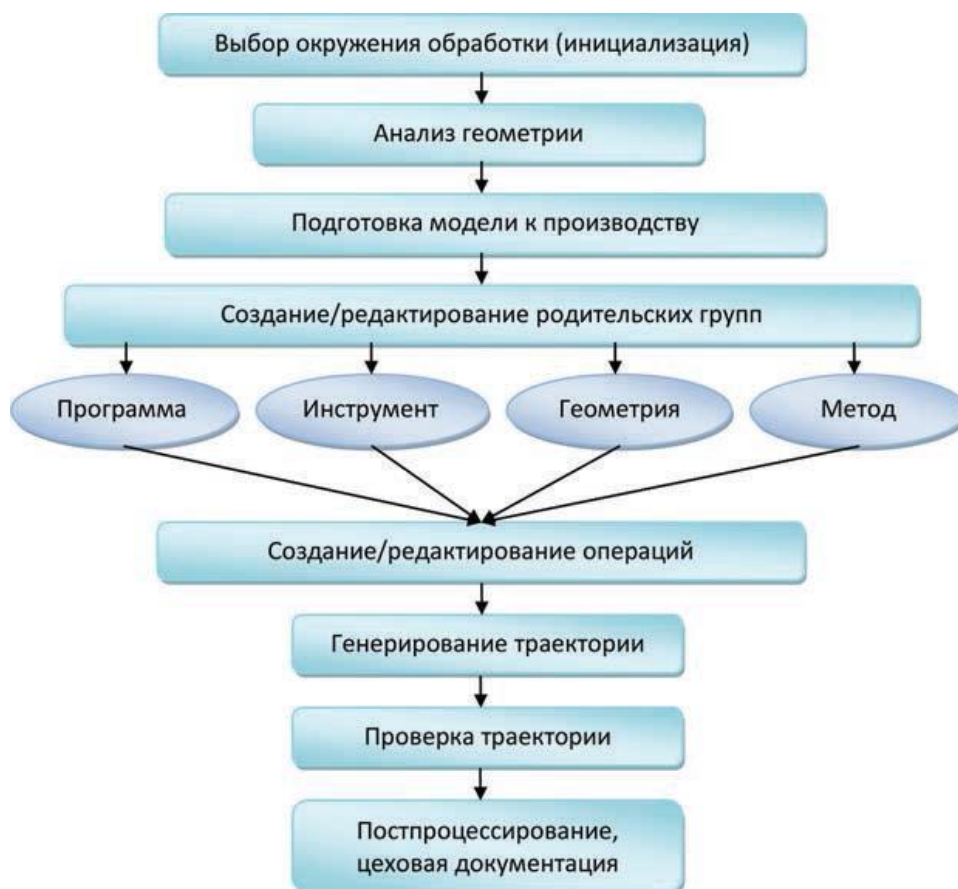 Выбор окружения обработки (инициализация)
Анализ геометрии
Подготовка модели к производству
Создание/редактирование родительских групп
Программа
Инструмент
Геометрия
Метод
Создание/редактирование операций
Генерирование траектории
Проверка траектории
Постпроцессирование,
цеховая документация